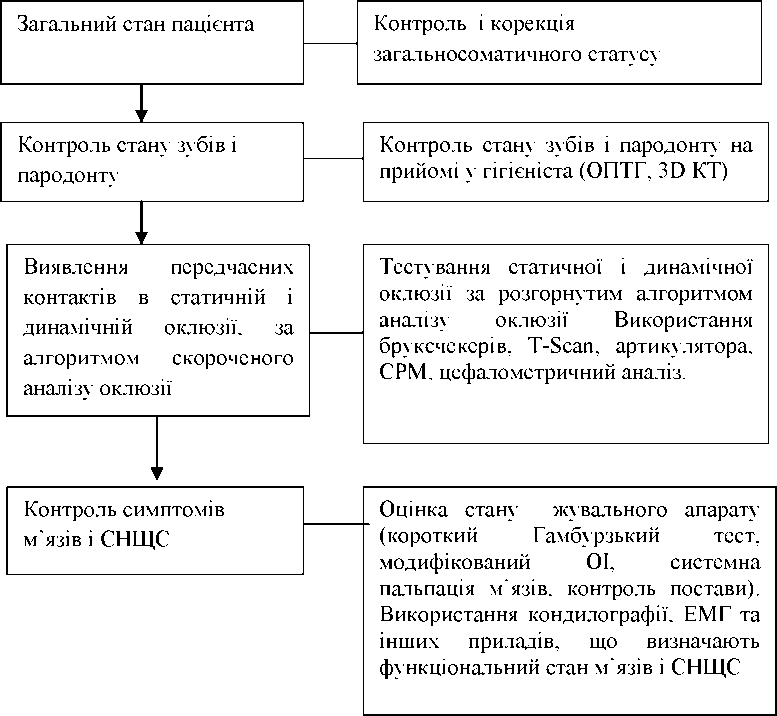 Загальний стан пацієнта
Контроль і корекція
загальносоматичного статусу
Контроль стану зубів і
пародонту
Контроль стану зубів і пародонту на
прийомі у гігієніста (ОПТГ, 3D КТ)
Виявлення передчасних
контактів в статичній і
динамічній оклюзії, за
алгоритмом скороченого
аналізу оклюзії
Тестування статичної і динамічної
оклюзії за розгорнутим алгоритмом
аналізу оклюзії Використання
бруксчекерів, T-Scan, артикулятора,
СРМ, цефалометричний аналіз.
Контроль симптомів
м`язів і СНЩС
Оцінка стану жувального апарату
(короткий Гамбурзький тест,
модифікований ОІ, системна
пальпація м`язів, контроль постави).
Використання кондилографії, ЕМГ та
інших приладів, що визначають
функціональний стан м`язів і СНЩС